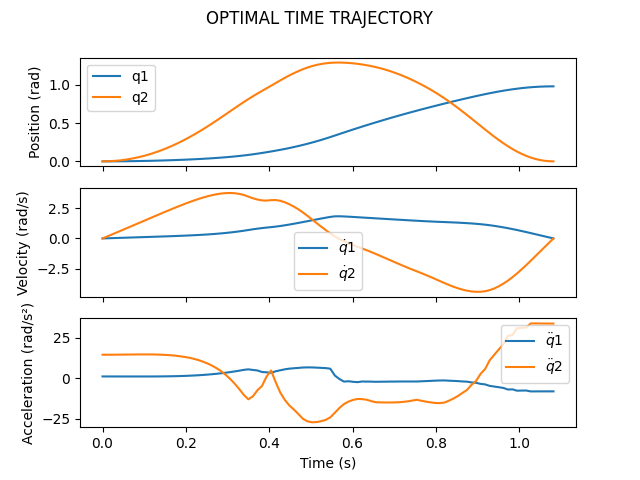 OPTIMAL TIME TRAJECTORY
Position (rad)
1.0
0.5
0.0
q1
q2
Velocity (rad/s)
2.5
0.0
−2.5
q̇1
q̇2
Acceleration (rad/s²)
25
0
−25
q̈1
q̈2
0.0 0.2 0.4 0.6 0.8 1.0
Time (s)